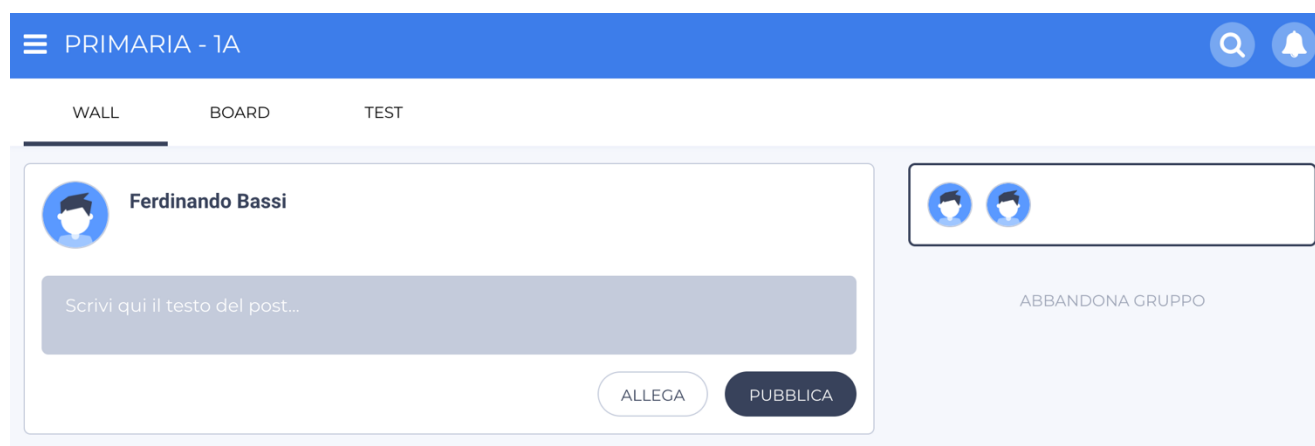 PRIMARIA - 1A
WALL
BOARD
TEST
Ferdinando Bassi
Scrivi qui il testo del post...
ALLEGA
PUBBLICA
ABBANDONA GRUPPO